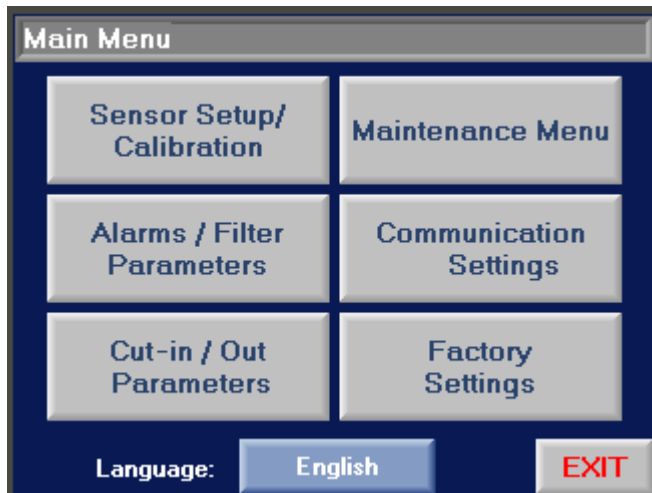 Main Menu
Sensor Setup/
Calibration
Maintenance Menu
Alarms / Filter
Parameters
Communication
Settings
Cut-in / Out
Parameters
Factory
Settings
Language: English EXIT